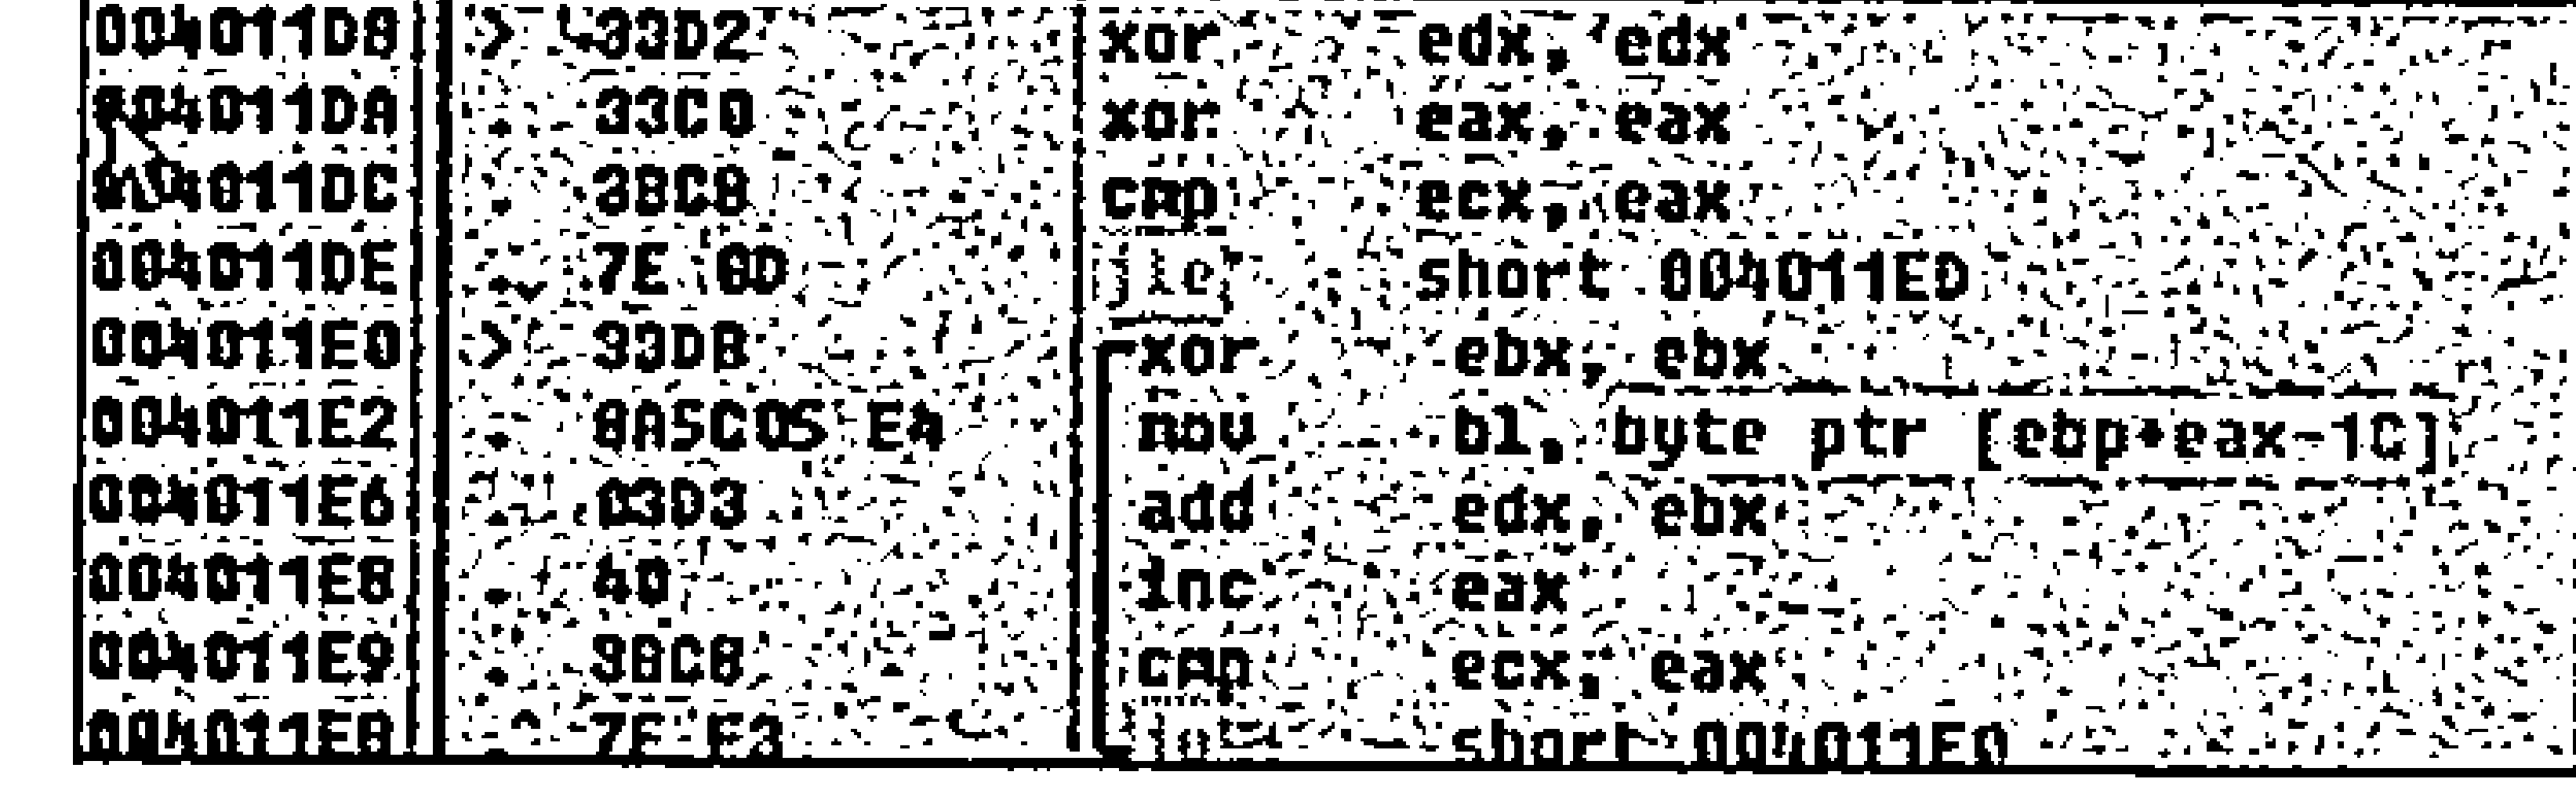 004011D8 > 33D2 xor edx, edx
004011DA . 33C0 xor eax, eax
004011DC . 3BC8 cmp ecx, eax
004011DE . 7E 0D jle short 004011ED
004011E0 > 33DB xor ebx, ebx
004011E2 . 8A5C05 E4 mov bl, byte ptr [ebp+eax-1C]
004011E6 . 03D3 add edx, ebx
004011E8 . 40 inc eax
004011E9 . 3BC8 cmp ecx, eax
004011EB .^ 7F F3 short 004011E0